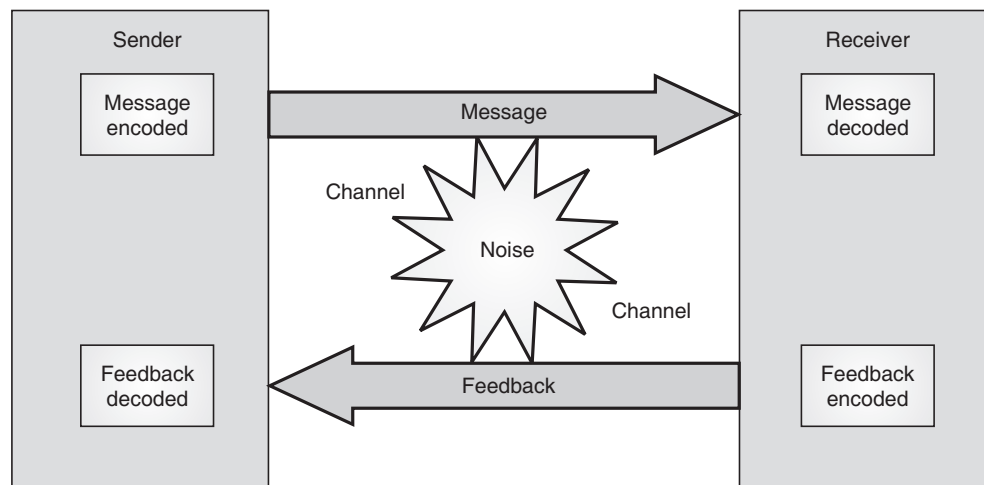 Sender
Receiver
Message
encoded
Message
Message
decoded
Channel
Noise
Channel
Feedback
decoded
Feedback
Feedback
encoded